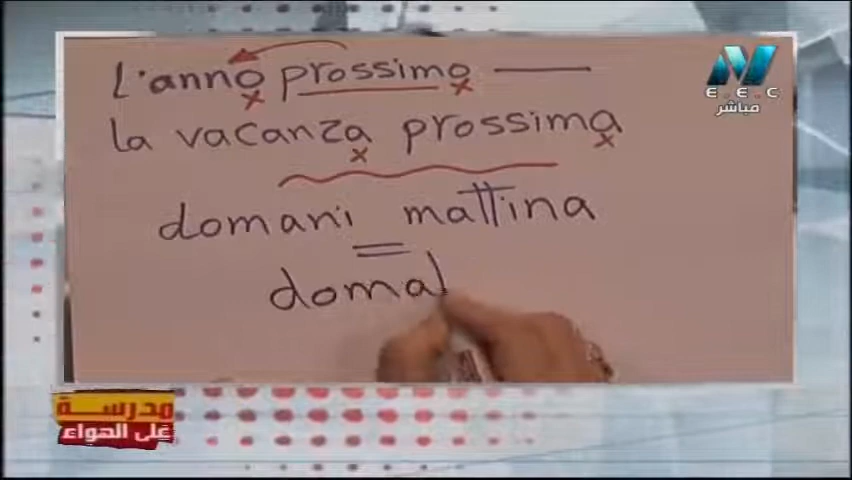 L'anno prossimo
la vacanza prossima
domani mattina
=
domal
E.E.C
مباشر
مدرسة
على الهواء